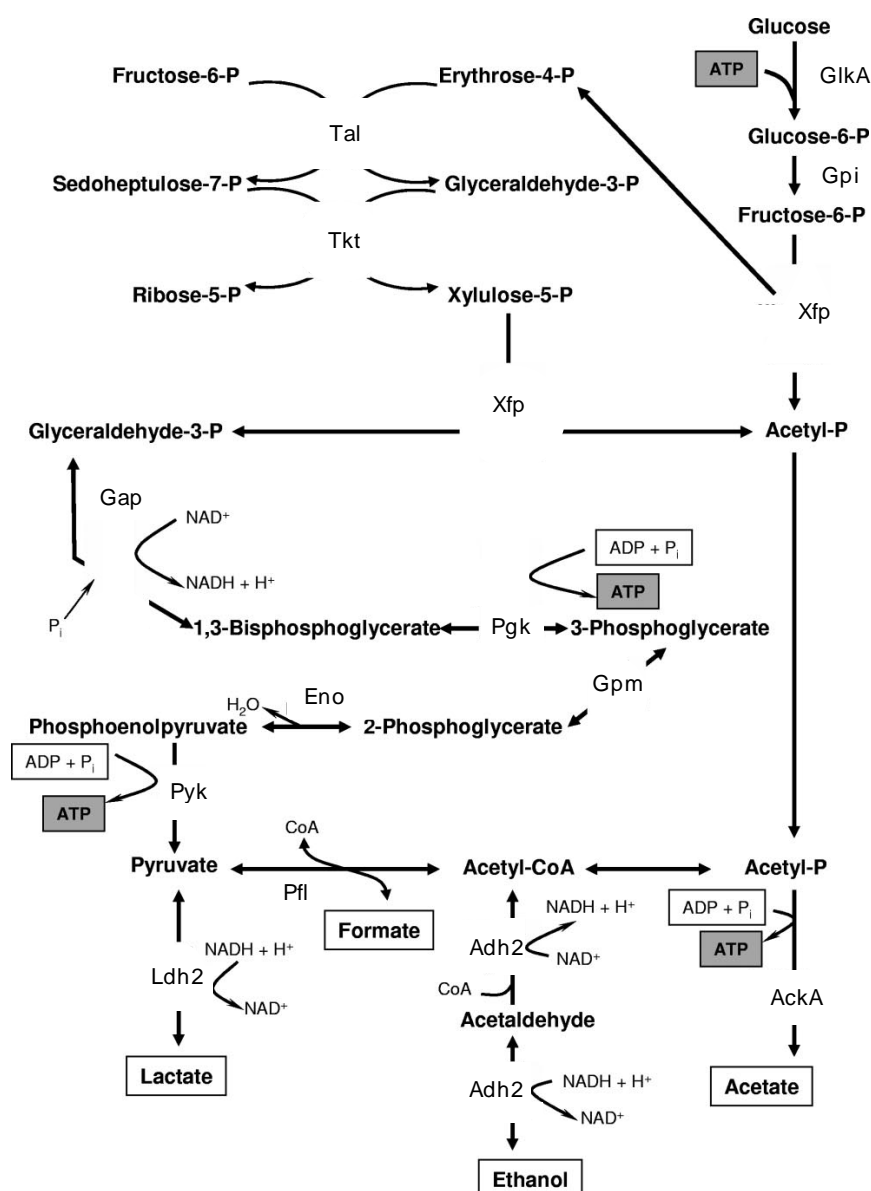 Glucose
ATP
GlkA
Fructose-6-P
Erythrose-4-P
Tal
Glucose-6-P
Gpi
Sedoheptulose-7-P
Glyceraldehyde-3-P
Fructose-6-P
Tkt
Ribose-5-P
Xylulose-5-P
Xfp
Xfp
Glyceraldehyde-3-P
Acetyl-P
Gap
NAD⁺
NADH + H⁺
Pᵢ
ADP + Pᵢ
ATP
1,3-Bisphosphoglycerate
Pgk
3-Phosphoglycerate
Gpm
H₂O
Eno
Phosphoenolpyruvate
2-Phosphoglycerate
ADP + Pᵢ
ATP
Pyk
CoA
Pyruvate
Acetyl-CoA
Acetyl-P
Pfl
Formate
NADH + H⁺
Adh2
NAD⁺
ADP + Pᵢ
ATP
NADH + H⁺
Ldh2
NAD⁺
CoA
AckA
Acetaldehyde
Lactate
NADH + H⁺
Adh2
NAD⁺
Acetate
Ethanol